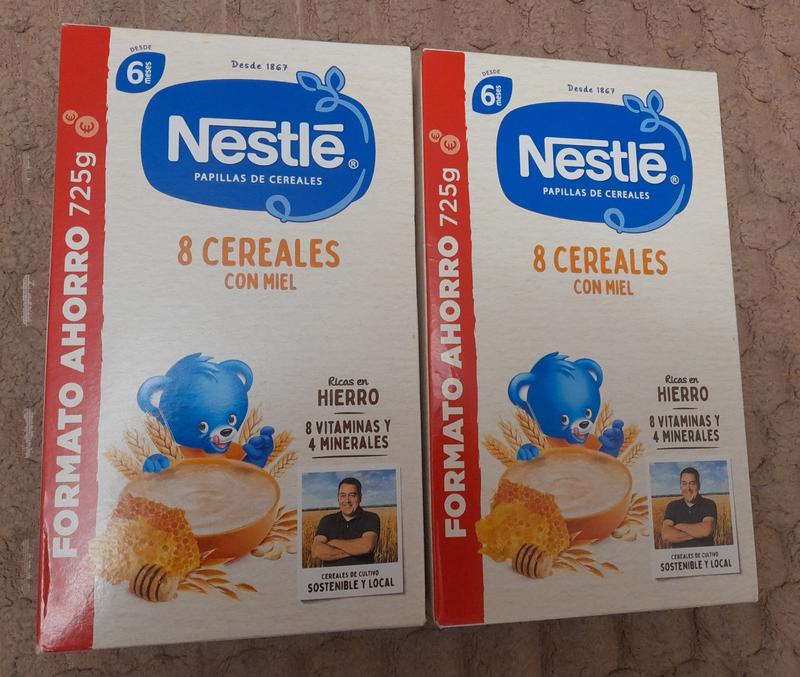 DESDE
6 meses
Desde 1867
Nestlé®
PAPILLAS DE CEREALES
8 CEREALES
CON MIEL
Ricas en
HIERRO
8 VITAMINAS Y
4 MINERALES
CEREALES DE CULTIVO
SOSTENIBLE Y LOCAL
FORMATO AHORRO 725g
€
€
DESDE
6 meses
Desde 1867
Nestlé®
PAPILLAS DE CEREALES
8 CEREALES
CON MIEL
Ricas en
HIERRO
8 VITAMINAS Y
4 MINERALES
CEREALES DE CULTIVO
SOSTENIBLE Y LOCAL
FORMATO AHORRO 725g
€
€